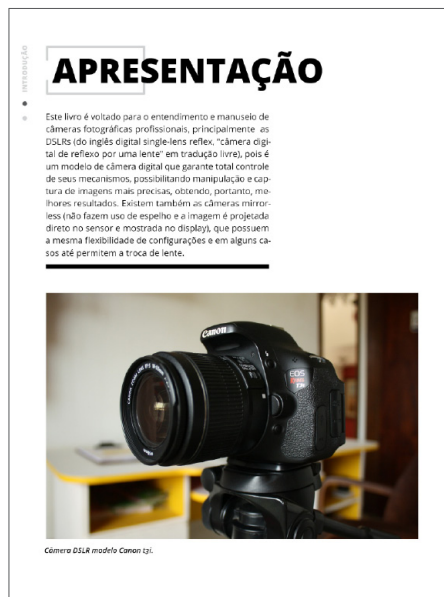 INTRODUÇÃO
APRESENTAÇÃO
Este livro é voltado para o entendimento e manuseio de
câmeras fotográficas profissionais, principalmente as
DSLRs (do inglês digital single-lens reflex, "câmera digi-
tal de reflexo por uma lente" em tradução livre), pois é
um modelo de câmera digital que garante total controle
de seus mecanismos, possibilitando manipulação e cap-
tura de imagens mais precisas, obtendo, portanto, me-
lhores resultados. Existem também as câmeras mirror-
less (não fazem uso de espelho e a imagem é projetada
direto no sensor e mostrada no display), que possuem
a mesma flexibilidade de configurações e em alguns ca-
sos até permitem a troca de lente.
Canon
EOS
T3i
Câmera DSLR modelo Canon t3i.